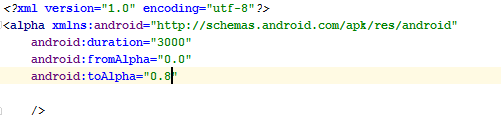 <?xml version="1.0" encoding="utf-8"?>
<alpha xmlns:android="http://schemas.android.com/apk/res/android"
android:duration="3000"
android:fromAlpha="0.0"
android:toAlpha="0.8"
/>